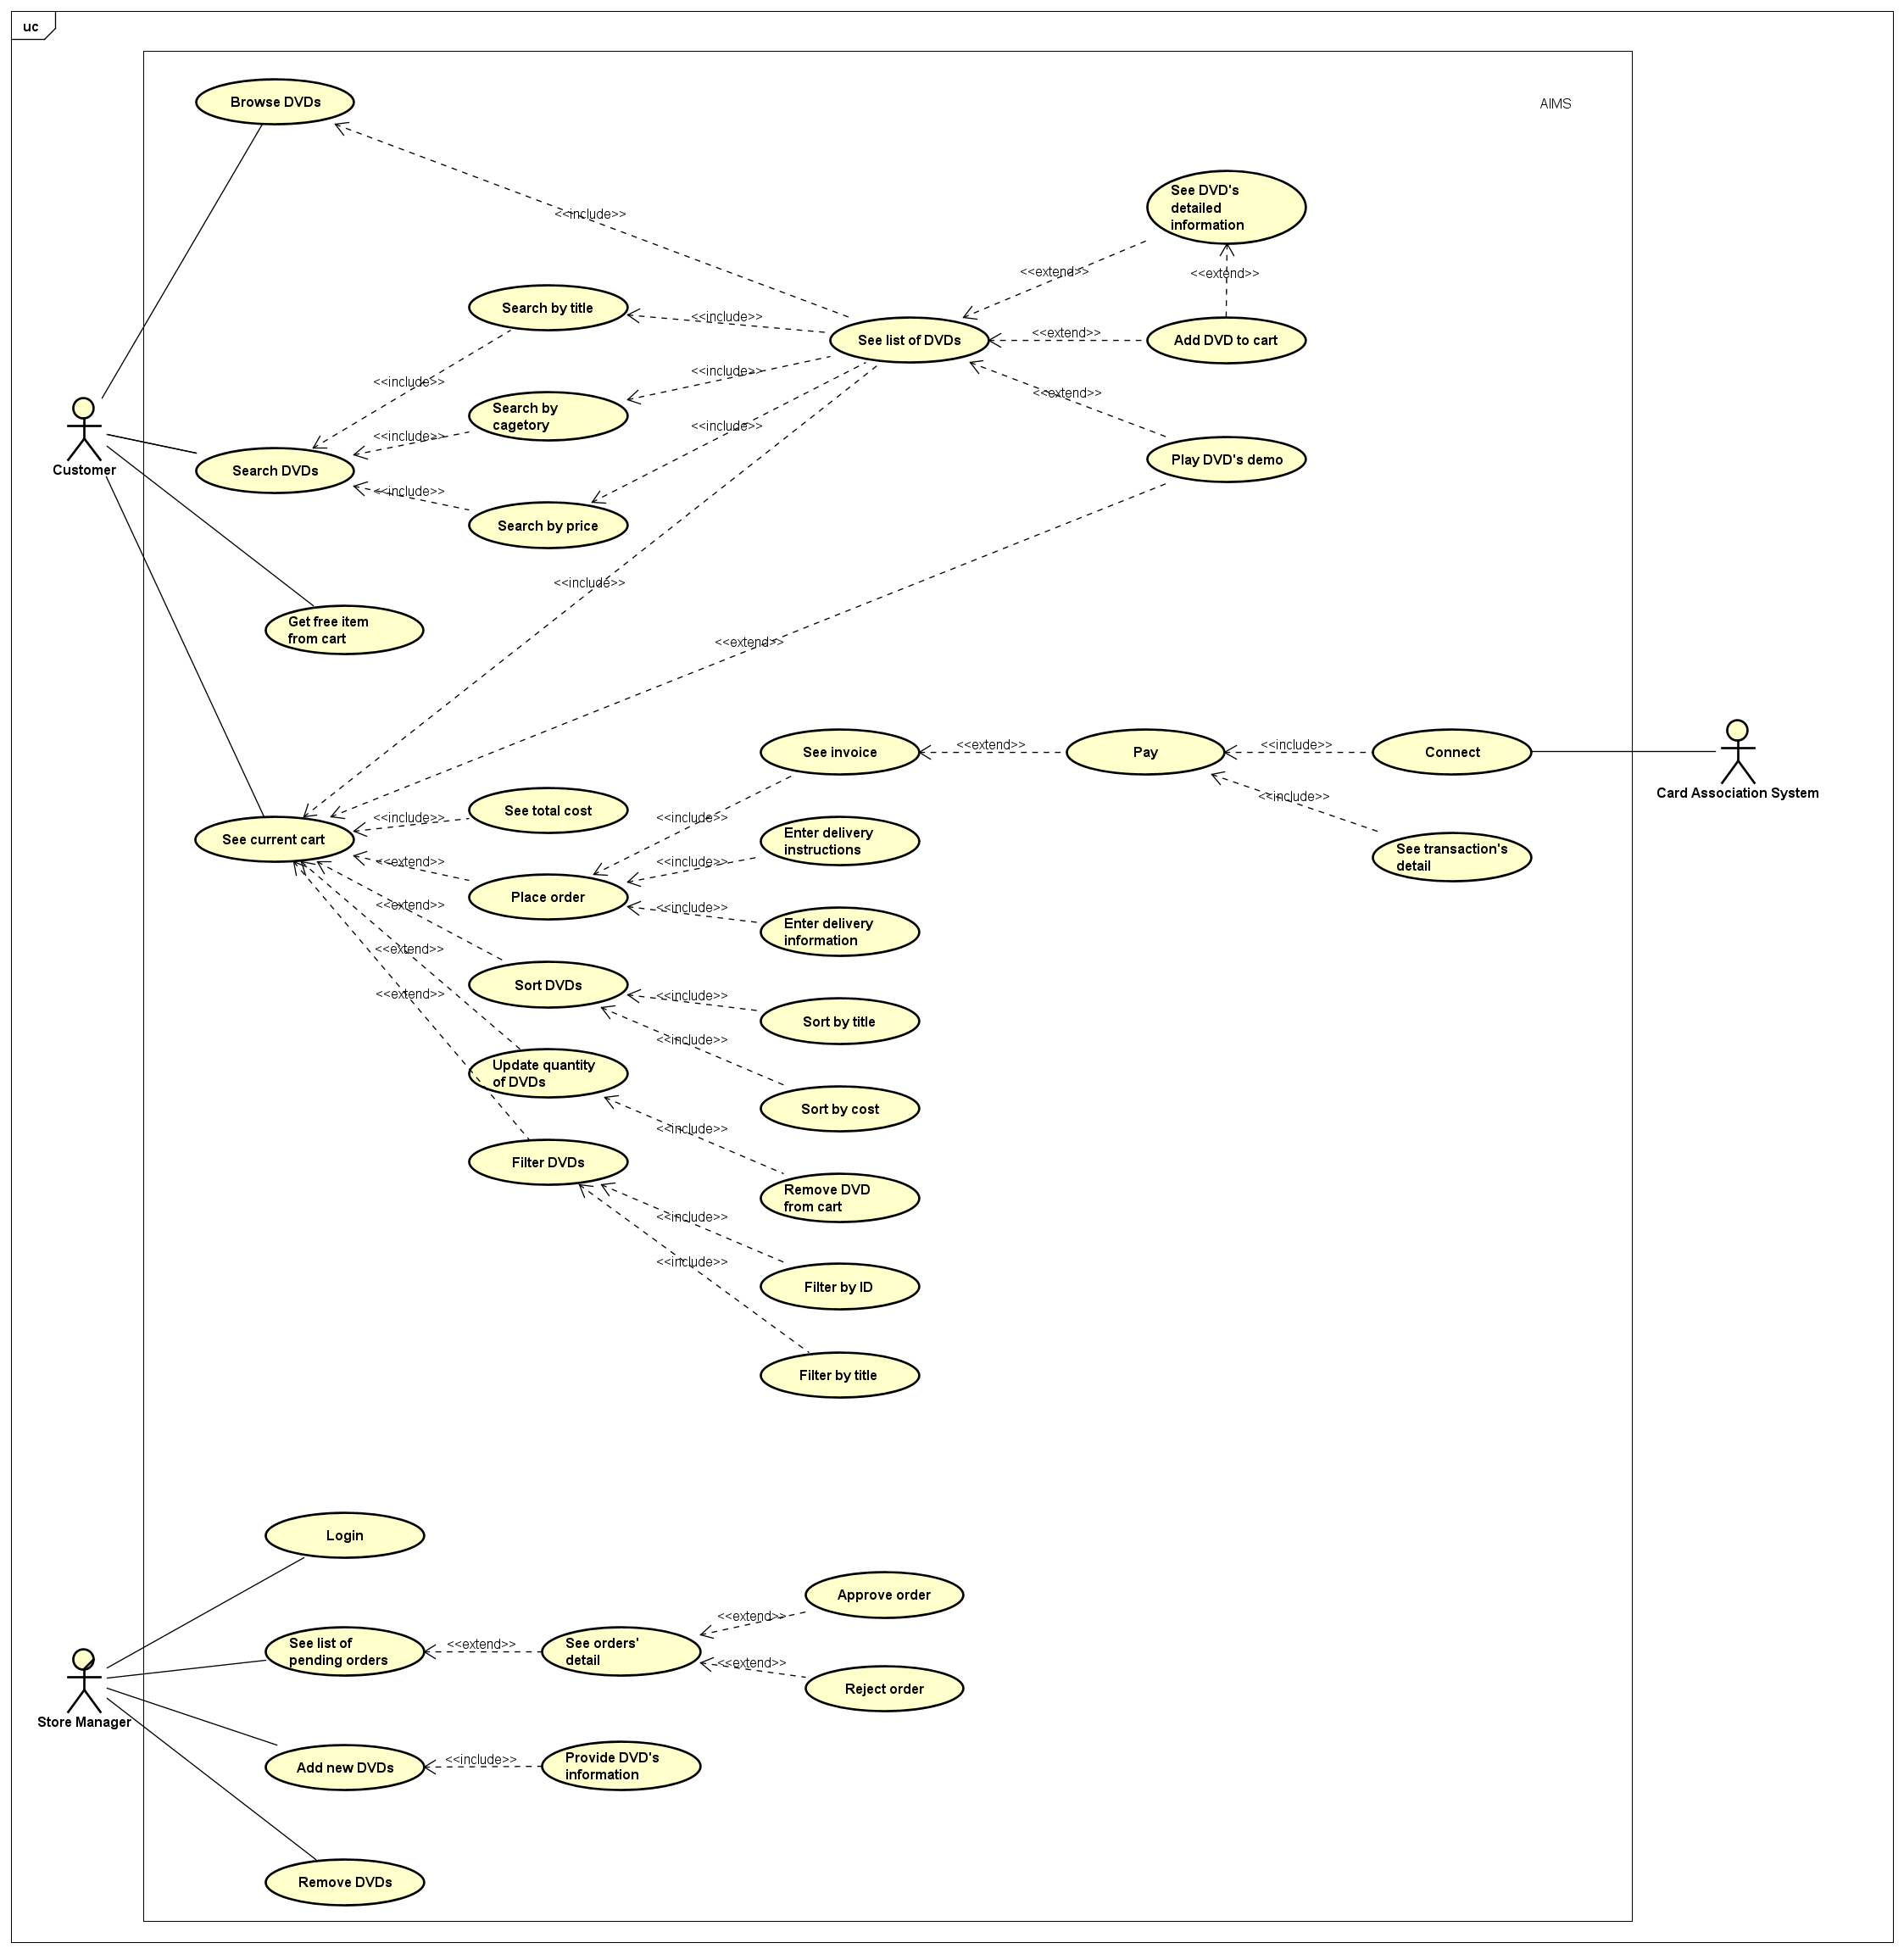 uc
AIMS
Browse DVDs
<<include>>
See DVD's
detailed
information
<<extend>>
<<extend>>
Search by title
<<include>>
See list of DVDs
<<extend>>
Add DVD to cart
<<include>>
<<include>>
<<extend>>
Search by
cagetory
<<include>>
<<include>>
Customer
Search DVDs
Play DVD's demo
<<include>>
Search by price
<<include>>
Get free item
from cart
<<extend>>
See invoice
<<extend>>
Pay
<<include>>
Connect
Card Association System
<<include>>
See total cost
<<include>>
<<include>>
See current cart
Enter delivery
instructions
See transaction's
detail
<<extend>>
<<include>>
Place order
<<extend>>
<<include>>
Enter delivery
information
<<extend>>
Sort DVDs
<<extend>>
<<include>>
Sort by title
<<include>>
Update quantity
of DVDs
Sort by cost
<<include>>
Filter DVDs
Remove DVD
from cart
<<include>>
<<include>>
Filter by ID
Filter by title
Login
Approve order
<<extend>>
See list of
pending orders
<<extend>>
See orders'
detail
<<extend>>
Reject order
Store Manager
Add new DVDs
<<include>>
Provide DVD's
information
Remove DVDs